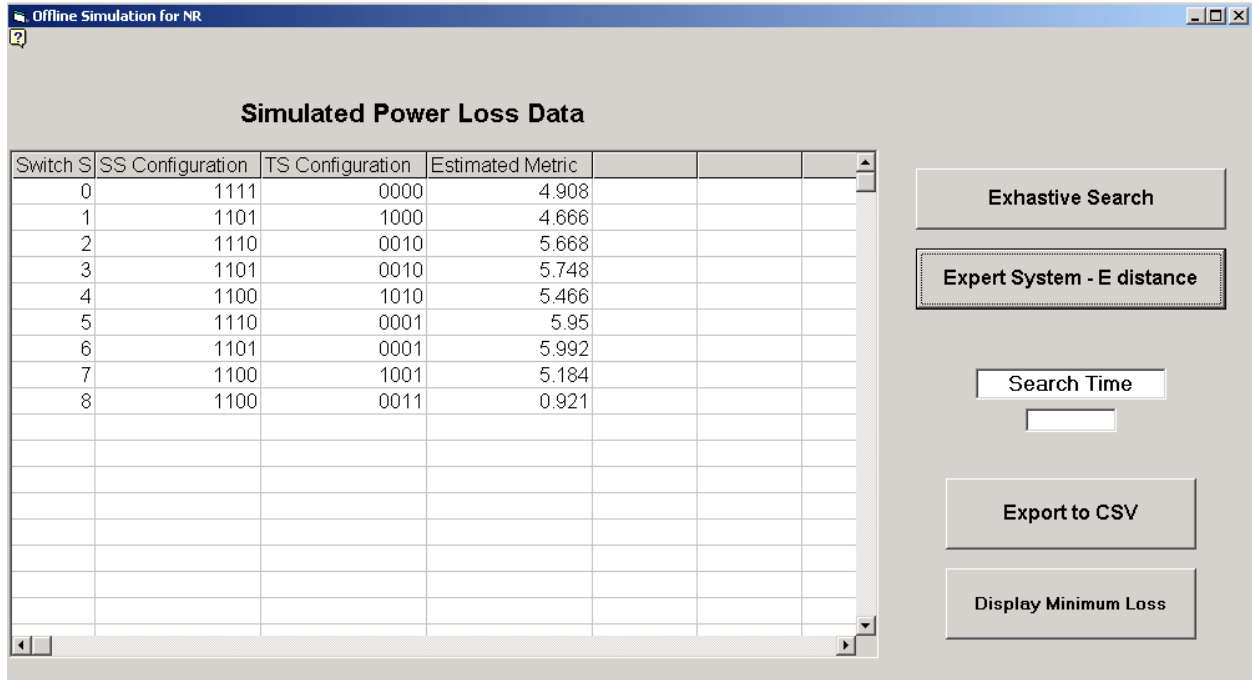 Offline Simulation for NR
?
Simulated Power Loss Data
Switch S SS Configuration TS Configuration Estimated Metric
0 1111 0000 4.908
1 1101 1000 4.666
2 1110 0010 5.668
3 1101 0010 5.748
4 1100 1010 5.466
5 1110 0001 5.95
6 1101 0001 5.992
7 1100 1001 5.184
8 1100 0011 0.921
Exhastive Search
Expert System - E distance
Search Time
Export to CSV
Display Minimum Loss